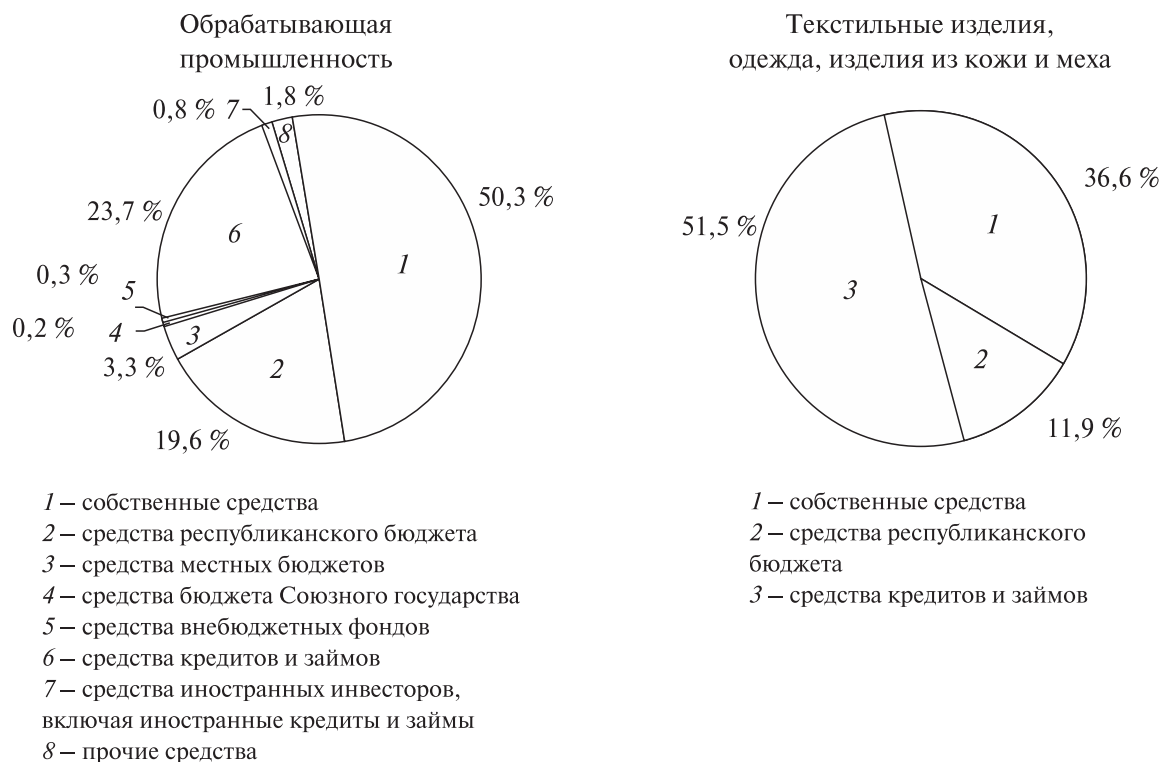 Обрабатывающая
промышленность
0,8 % 7
1,8 %
8
50,3 %
23,7 %
6
1
0,3 %
5
0,2 %
4
3
3,3 %
2
19,6 %
1 – собственные средства
2 – средства республиканского бюджета
3 – средства местных бюджетов
4 – средства бюджета Союзного государства
5 – средства внебюджетных фондов
6 – средства кредитов и займов
7 – средства иностранных инвесторов,
включая иностранные кредиты и займы
8 – прочие средства
Текстильные изделия,
одежда, изделия из кожи и меха
36,6 %
51,5 %
1
3
2
11,9 %
1 – собственные средства
2 – средства республиканского
бюджета
3 – средства кредитов и займов